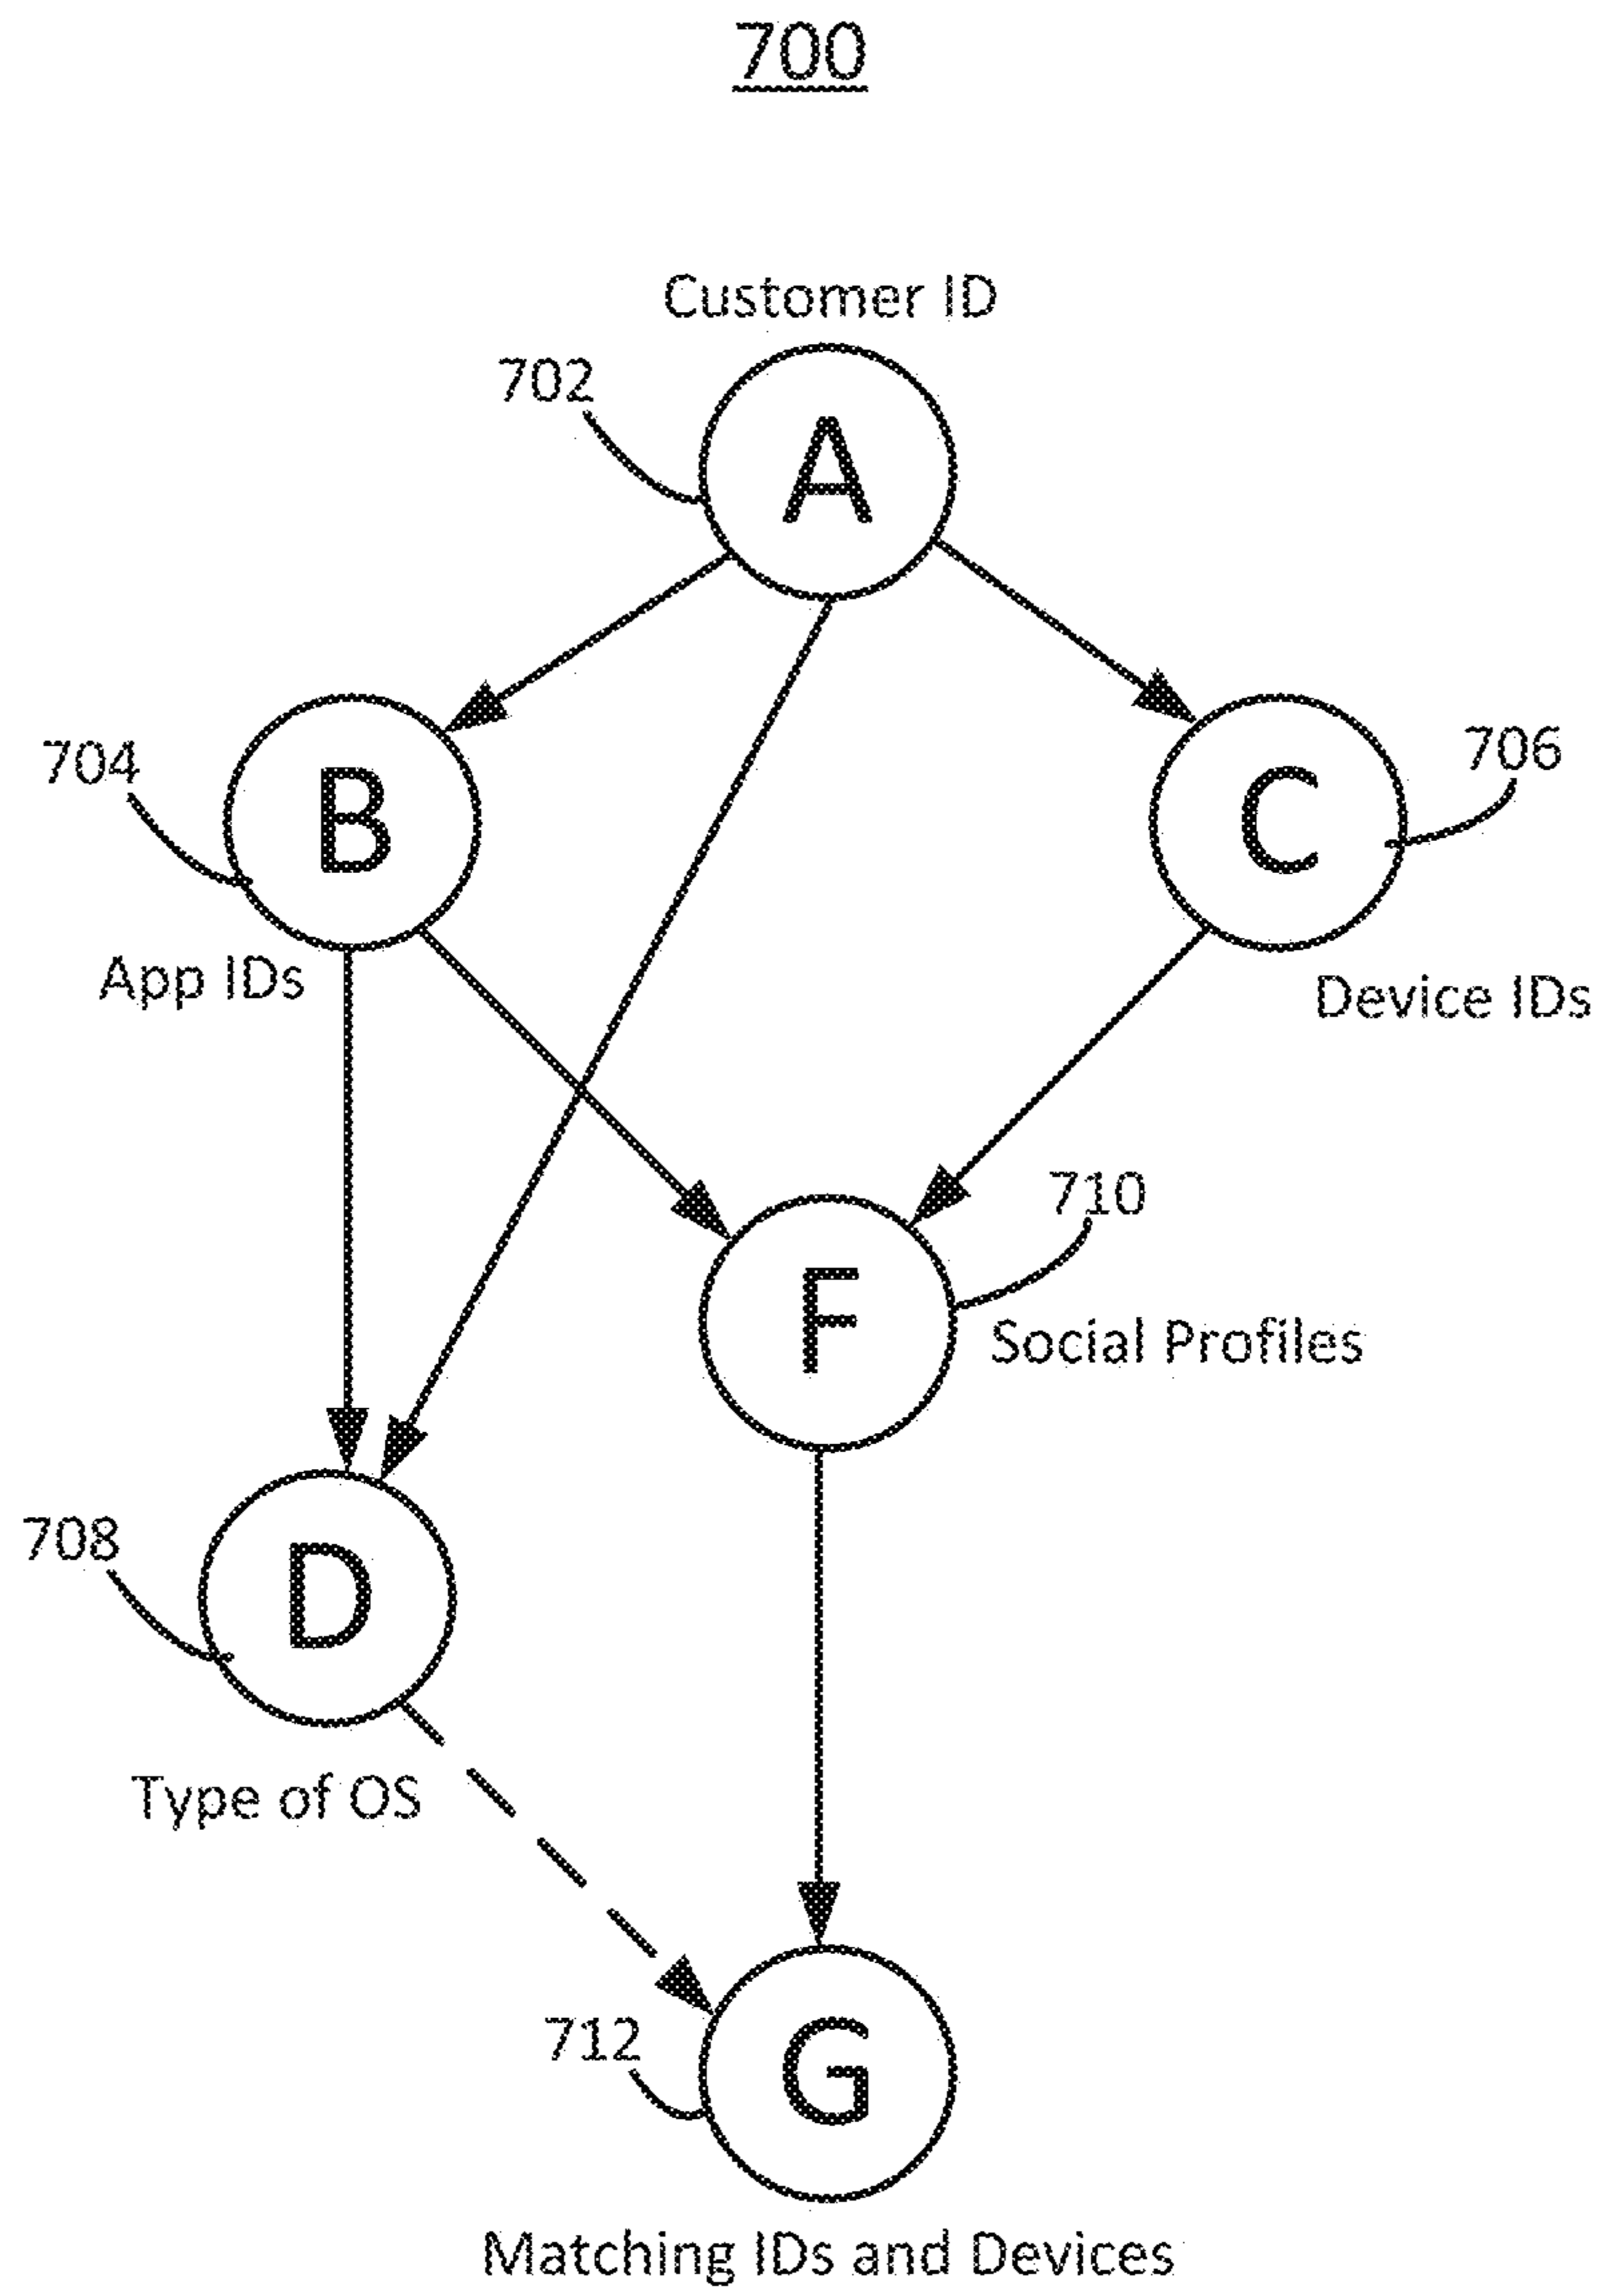 700
Customer ID
702
A
704
B
C
706
App IDs
Device IDs
710
F
Social Profiles
708
D
Type of OS
712
G
Matching IDs and Devices